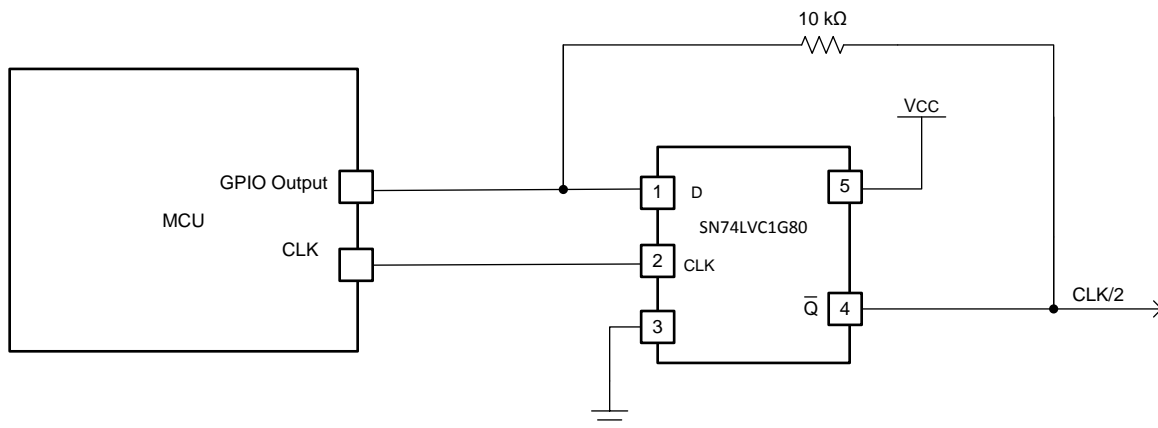 10 kΩ
VCC
GPIO Output
1
D
5
MCU
SN74LVC1G80
CLK
2
CLK
3
Q̅
4
CLK/2